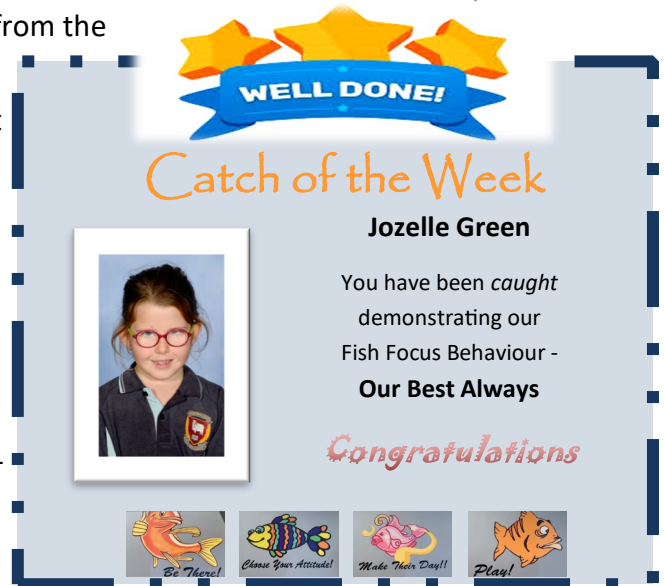 from the
WELL DONE!
Catch of the Week
Jozelle Green
You have been caught
demonstrating our
Fish Focus Behaviour -
Our Best Always
Congratulations
Be There!
Choose Your Attitude!
Make Their Day!!
Play!